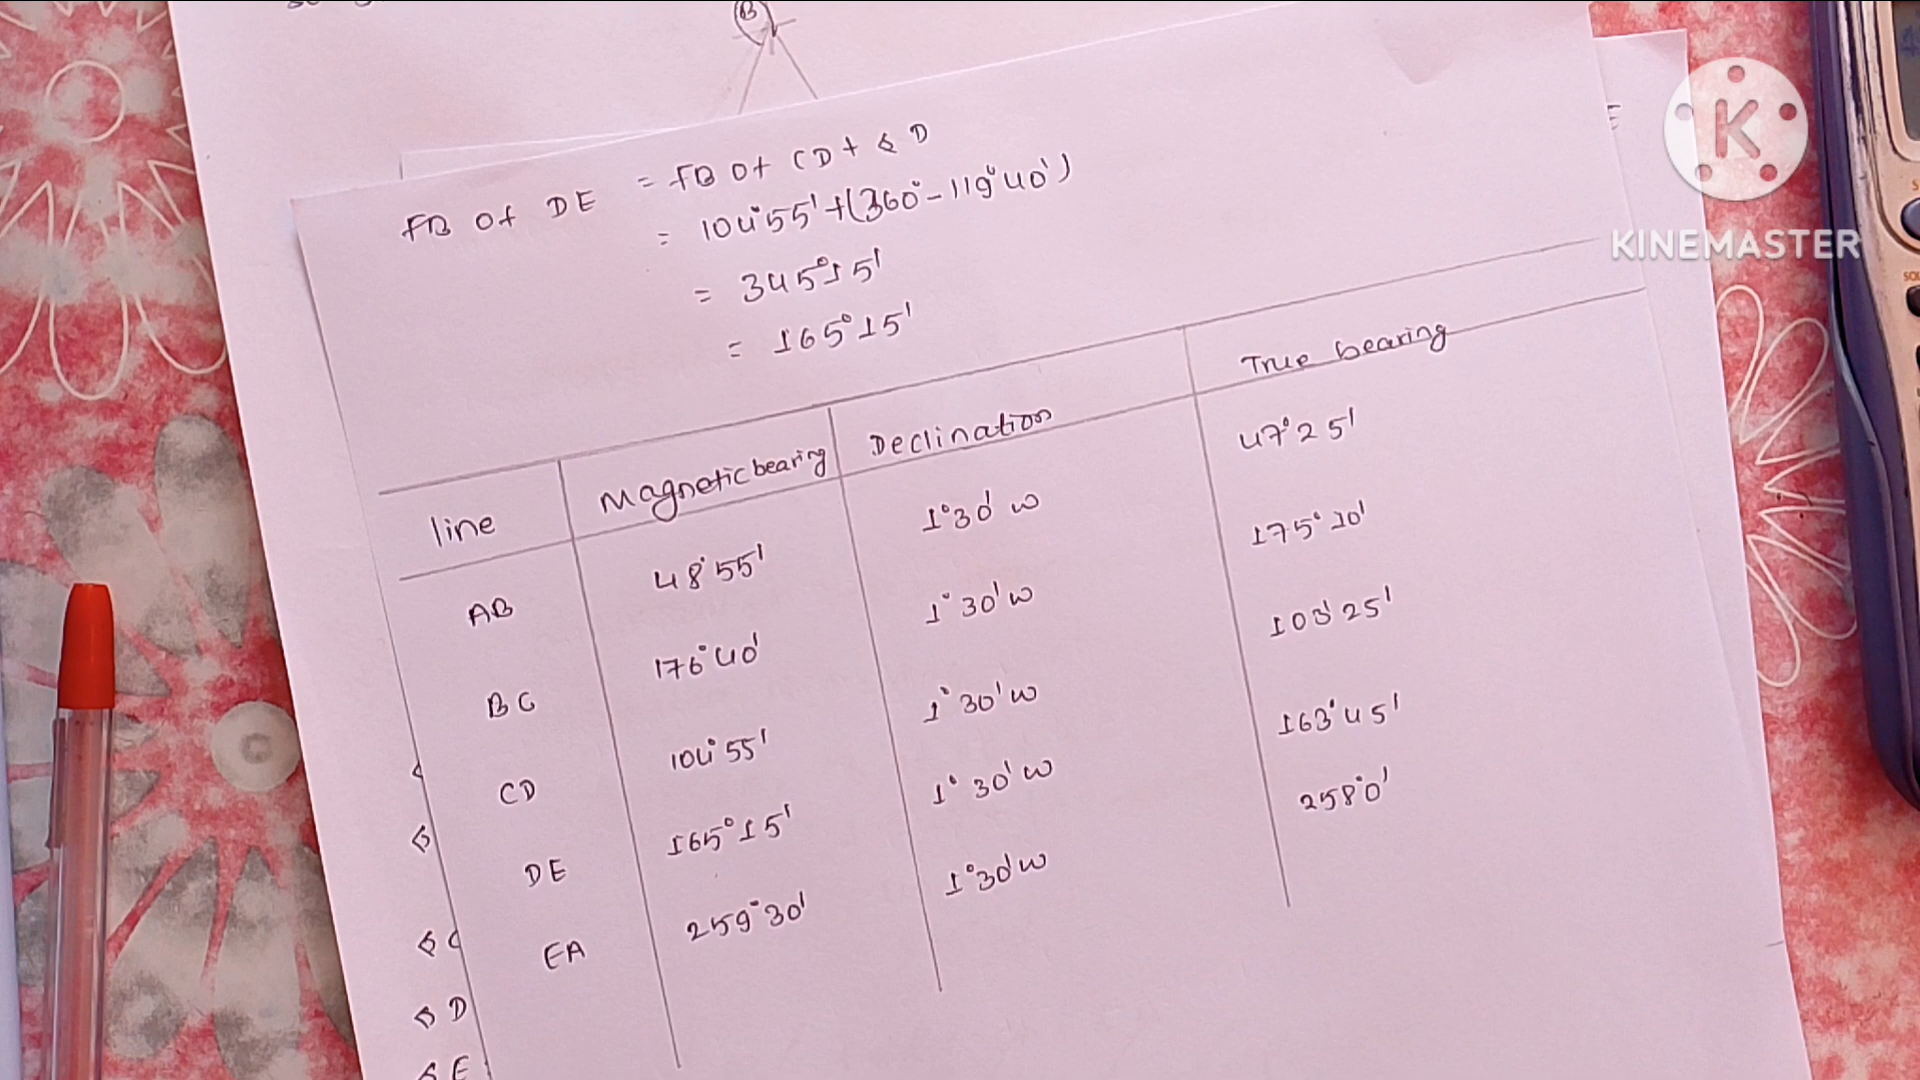 B
FB Of DE = FB Of CD + ∠D
= 104°55' + (360° - 119°40')
= 345°15'
= 165°15'
KINEMASTER
line Magnetic bearing Declination True bearing
AB 48°55' 1°30' W 47°25'
BC 176°40' 1°30' W 175°10'
CD 104°55' 1°30' W 103°25'
DE 165°15' 1°30' W 163°45'
EA 259°30' 1°30' W 258°0'
∠C
∠D
∠E